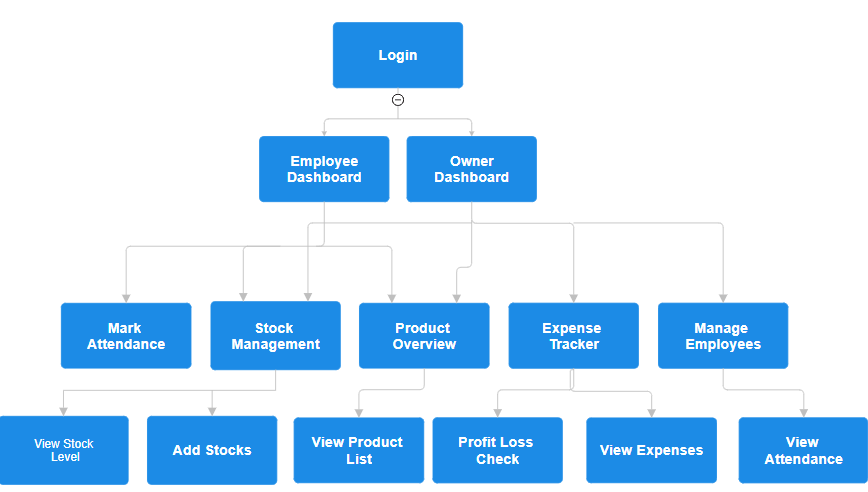 Login
Employee
Dashboard
Owner
Dashboard
Mark
Attendance
Stock
Management
Product
Overview
Expense
Tracker
Manage
Employees
View Stock
Level
Add Stocks
View Product
List
Profit Loss
Check
View Expenses
View
Attendance